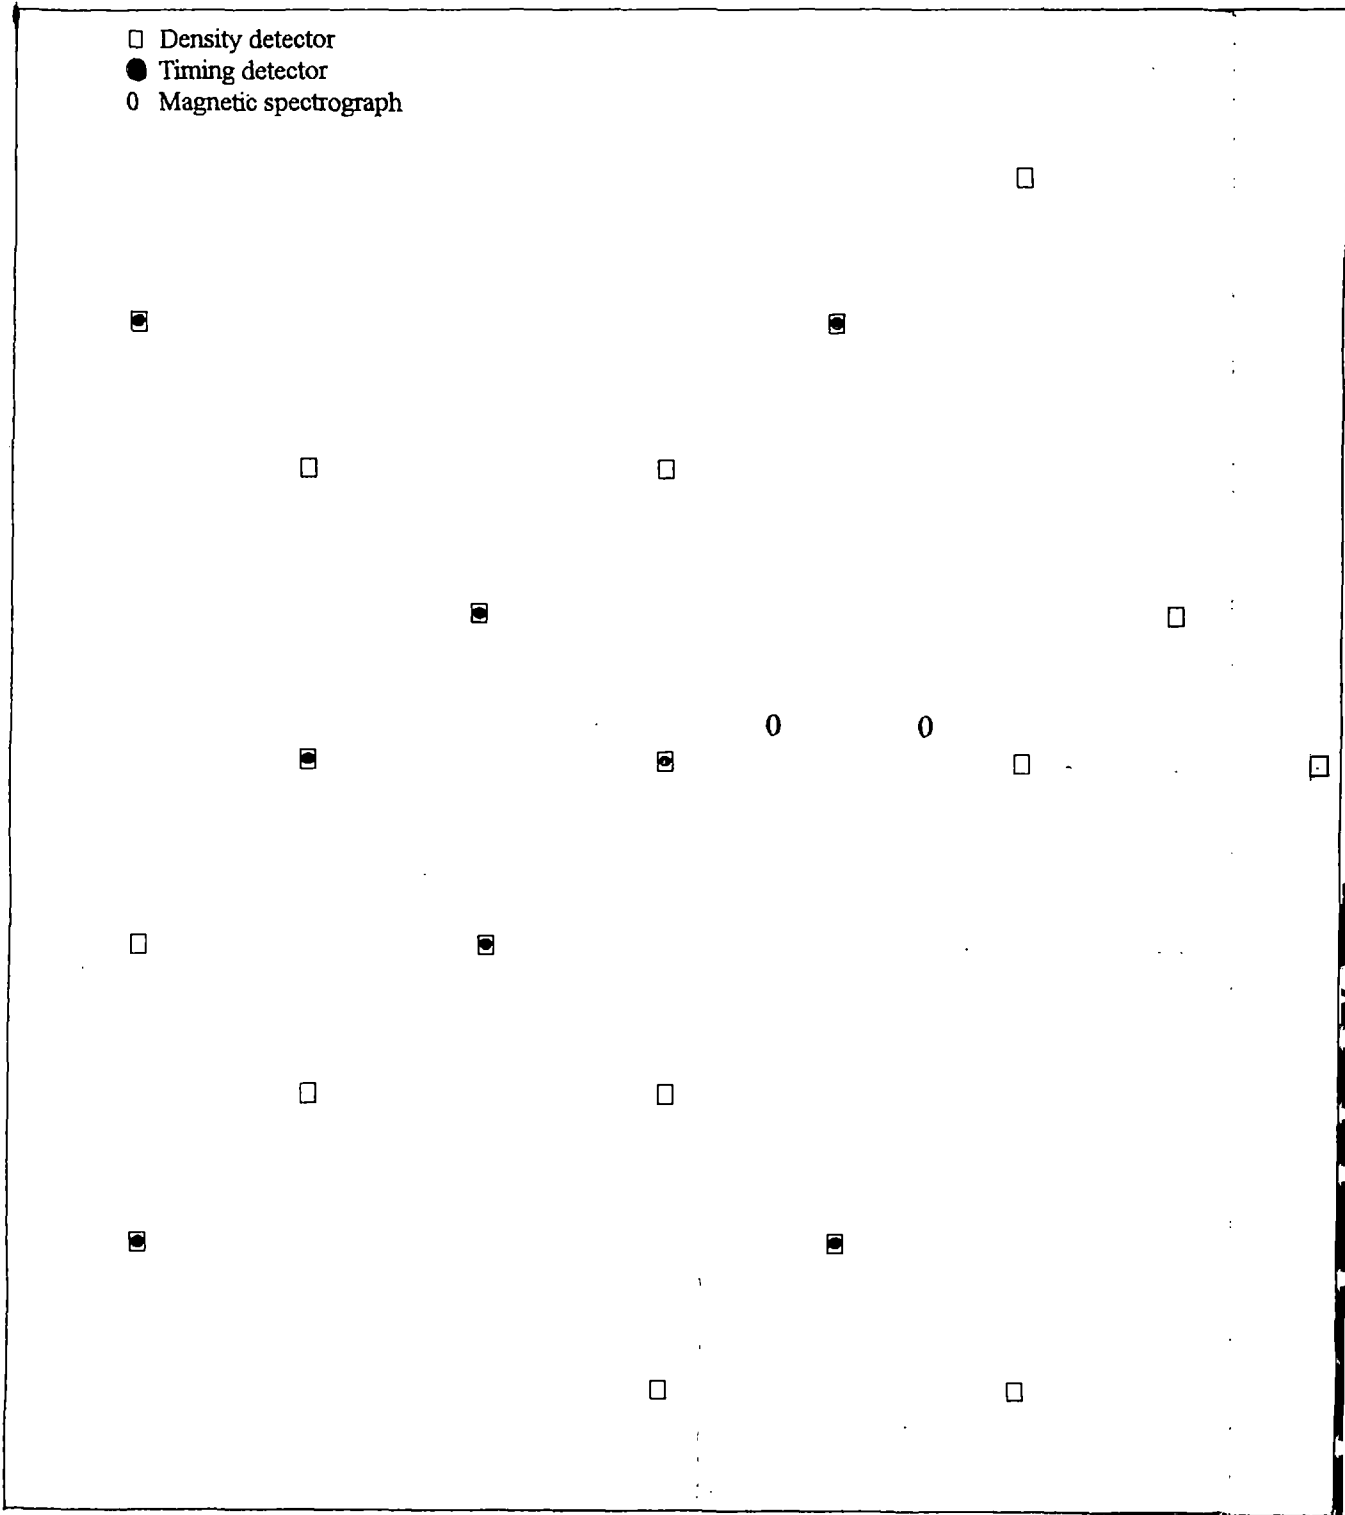 □ Density detector
● Timing detector
0 Magnetic spectrograph
0 0